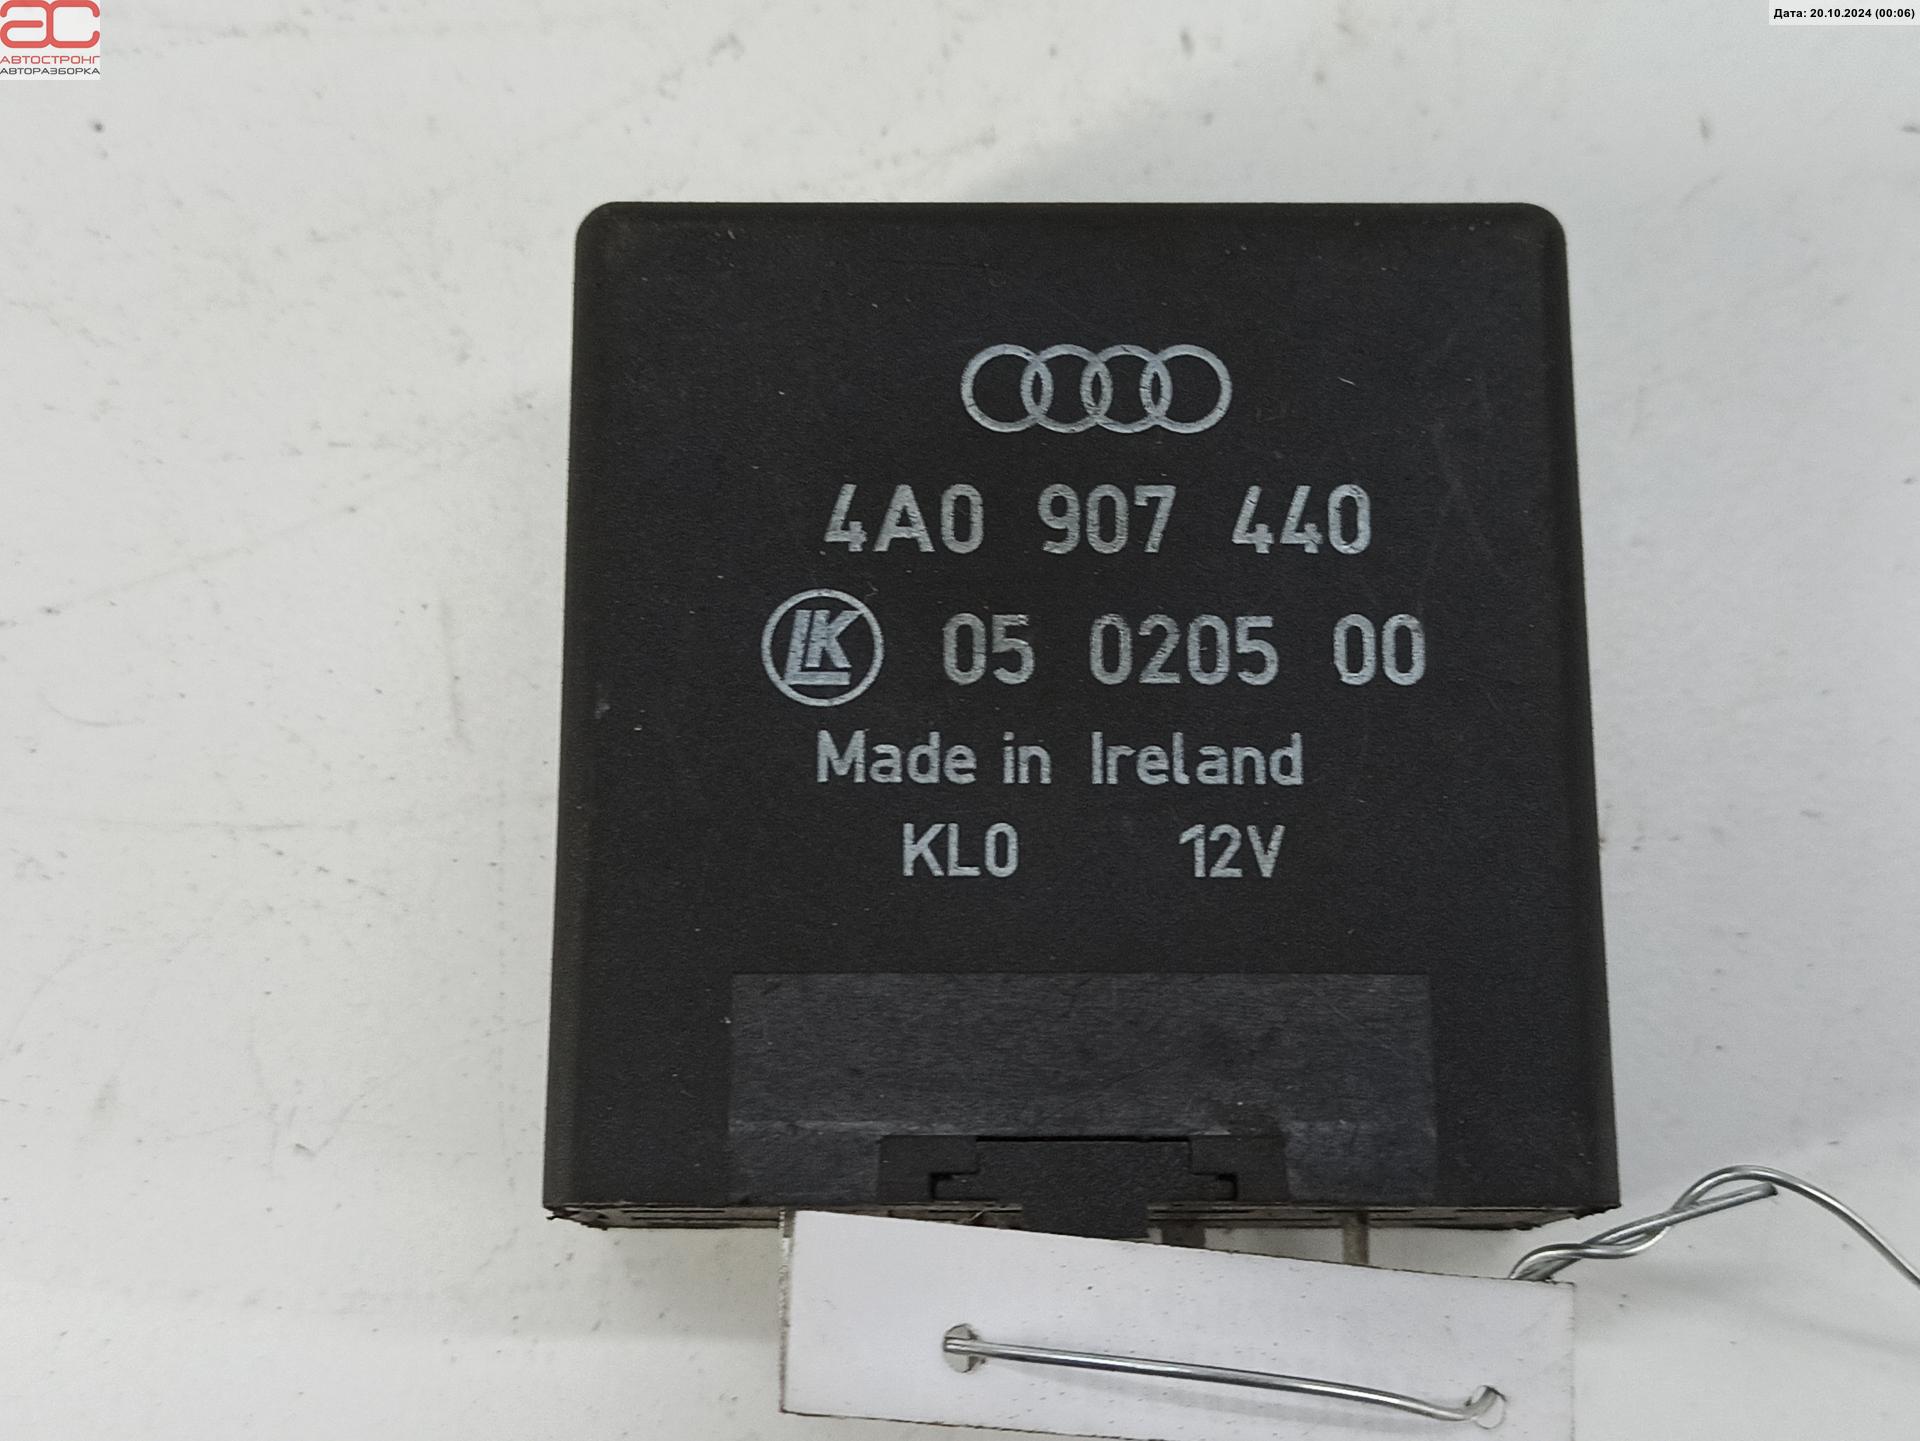 АС
АВТОСТРОНГ
АВТОРАЗБОРКА
Дата: 20.10.2024 (00:06)
4A0 907 440
LK 05 0205 00
Made in Ireland
KL0 12V